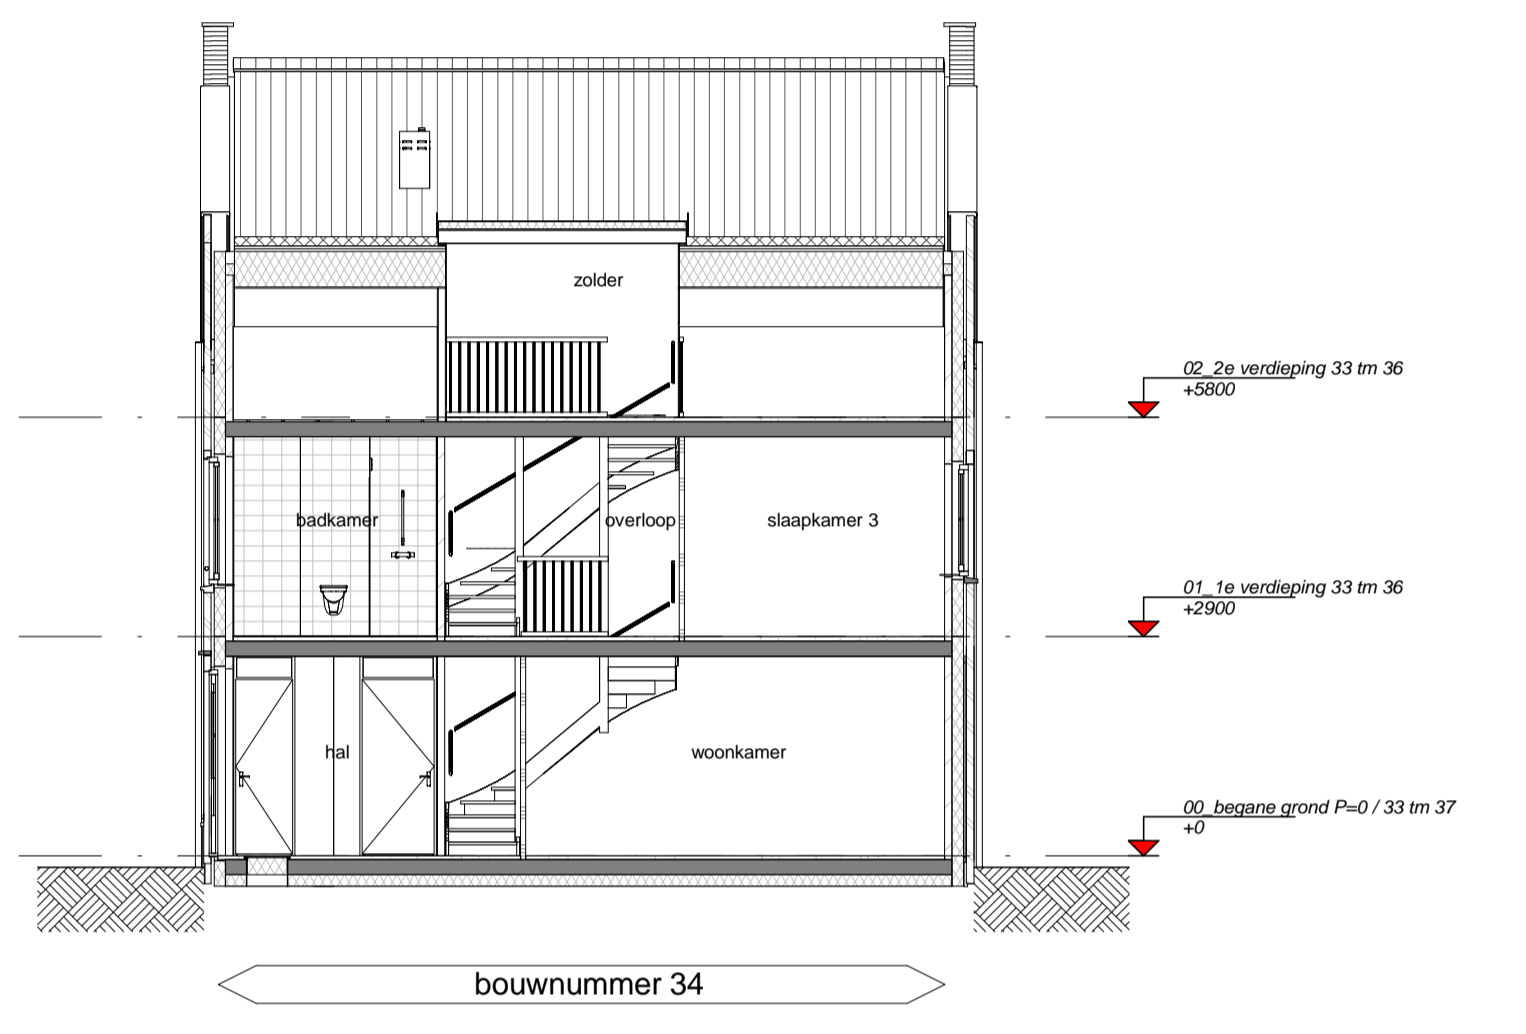 zolder
02_2e verdieping 33 tm 36
+5800
badkamer
overloop
slaapkamer 3
01_1e verdieping 33 tm 36
+2900
hal
woonkamer
00_begane grond P=0 / 33 tm 37
+0
bouwnummer 34